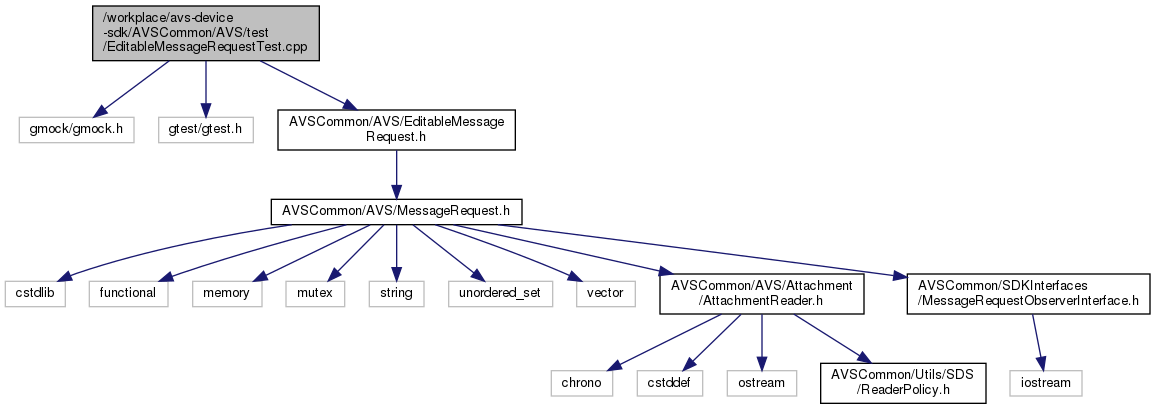 /workplace/avs-device
-sdk/AVSCommon/AVS/test
/EditableMessageRequestTest.cpp
gmock/gmock.h
gtest/gtest.h
AVSCommon/AVS/EditableMessage
Request.h
AVSCommon/AVS/MessageRequest.h
cstdlib
functional
memory
mutex
string
unordered_set
vector
AVSCommon/AVS/Attachment
/AttachmentReader.h
AVSCommon/SDKInterfaces
/MessageRequestObserverInterface.h
chrono
cstddef
ostream
AVSCommon/Utils/SDS
/ReaderPolicy.h
iostream